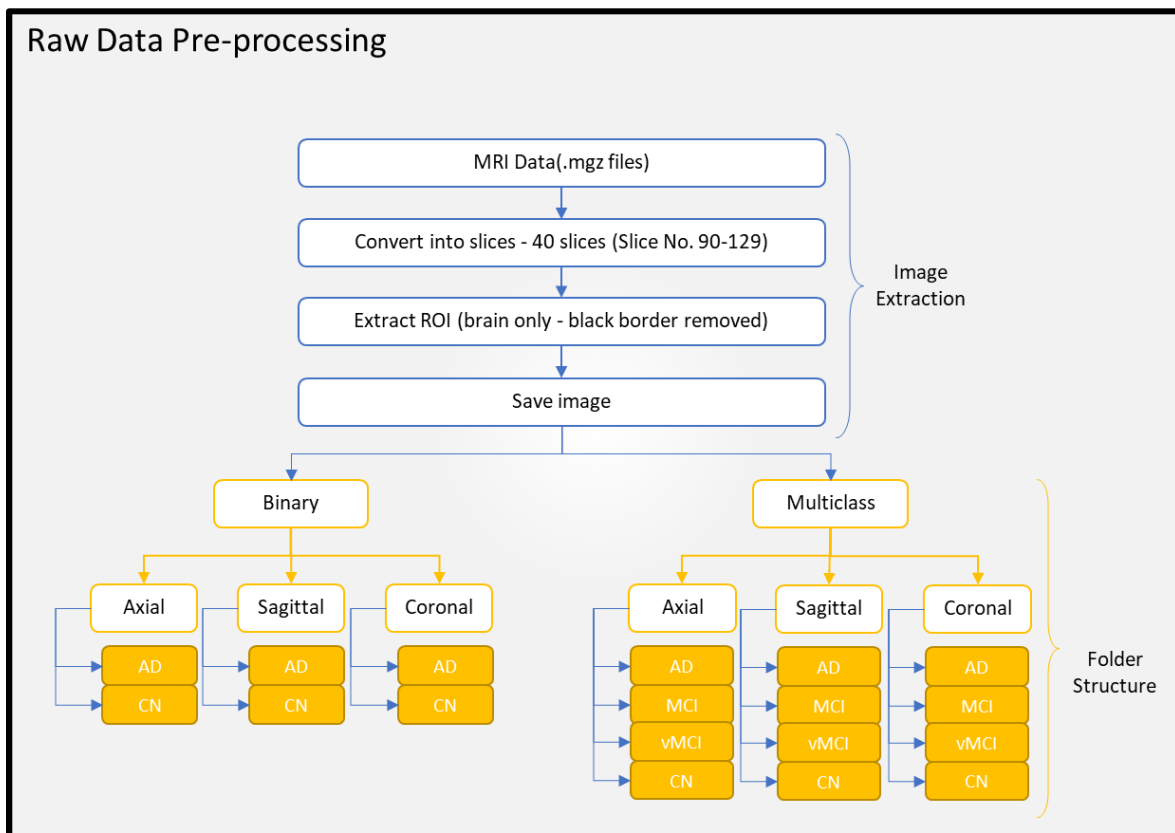 Raw Data Pre-processing
MRI Data(.mgz files)
Convert into slices - 40 slices (Slice No. 90-129)
Extract ROI (brain only - black border removed)
Save image
Image
Extraction
Binary
Multiclass
Axial
Sagittal
Coronal
Axial
Sagittal
Coronal
AD
AD
AD
CN
CN
CN
AD
AD
AD
MCI
MCI
MCI
vMCI
vMCI
vMCI
CN
CN
CN
Folder
Structure